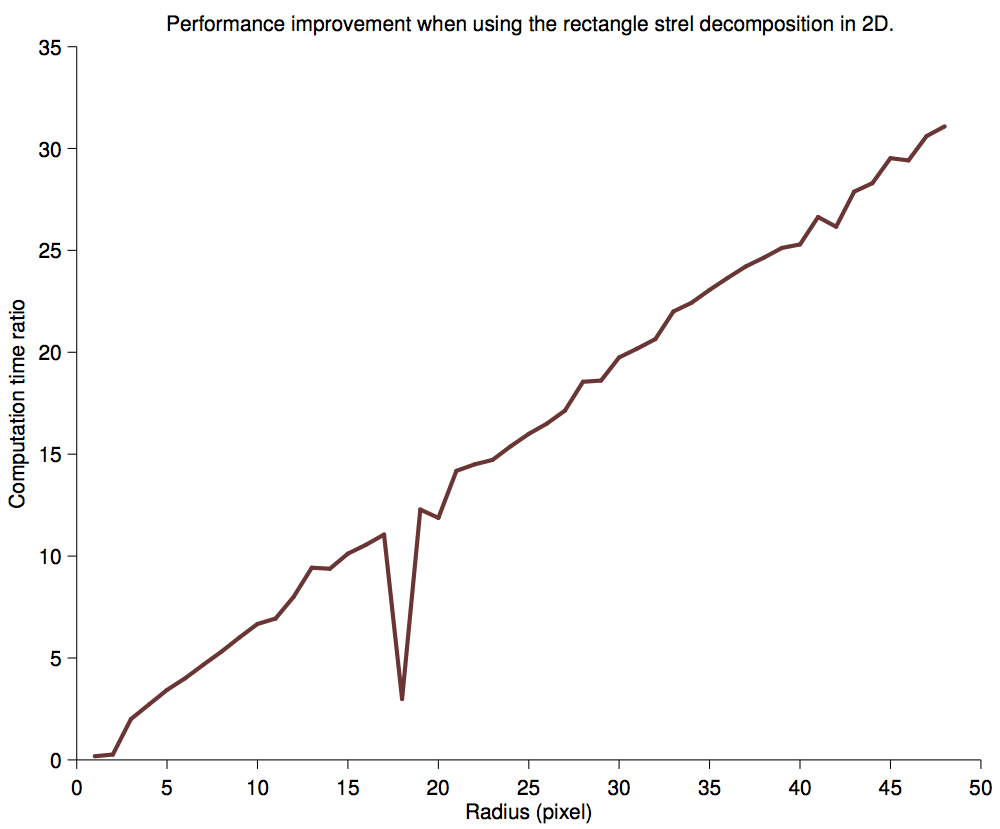 Performance improvement when using the rectangle strel decomposition in 2D.
35
30
25
20
15
10
5
0
Computation time ratio
0 5 10 15 20 25 30 35 40 45 50
Radius (pixel)